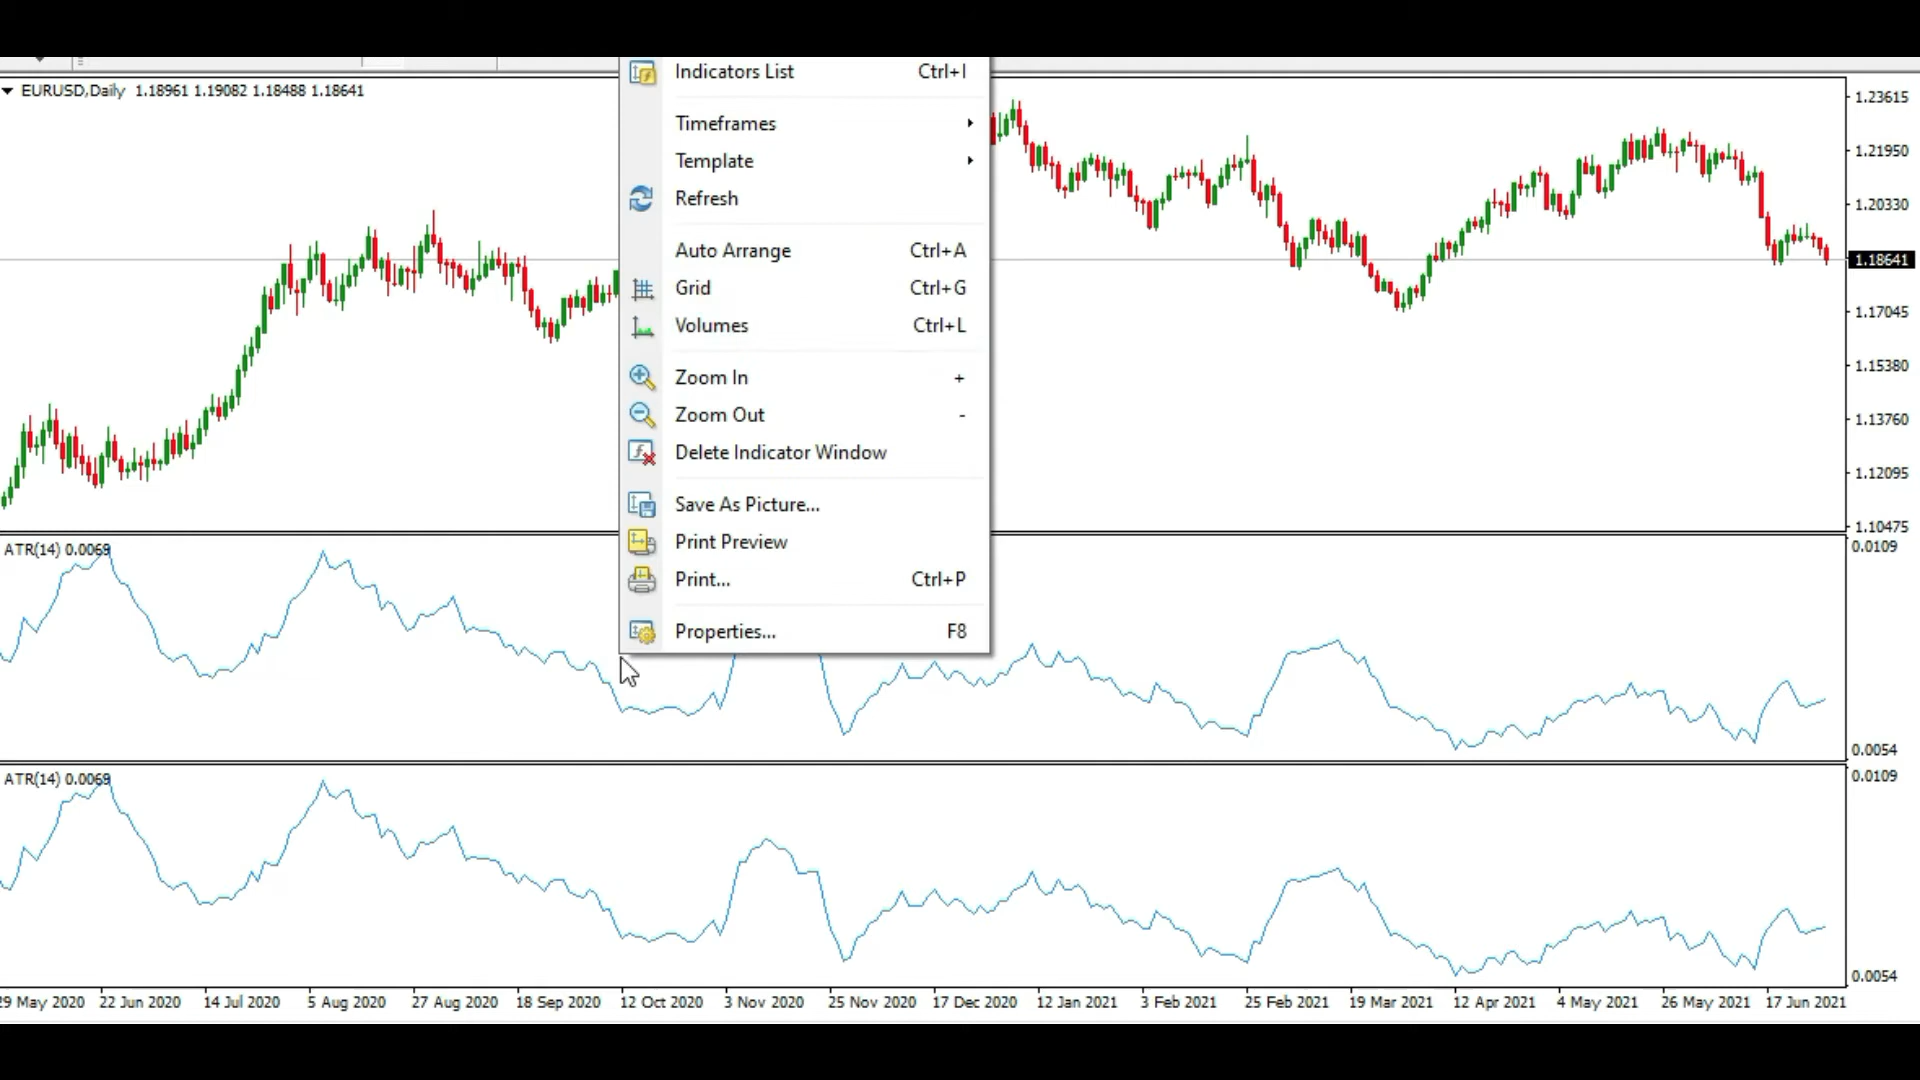 EURUSD,Daily 1.18961 1.19082 1.18488 1.18641
Indicators List Ctrl+I
Timeframes
Template
Refresh
Auto Arrange Ctrl+A
Grid Ctrl+G
Volumes Ctrl+L
Zoom In +
Zoom Out -
Delete Indicator Window
Save As Picture...
Print Preview
Print... Ctrl+P
Properties... F8
1.23615
1.21950
1.20330
1.18641
1.17045
1.15380
1.13760
1.12095
1.10475
ATR(14) 0.0069
0.0109
0.0054
ATR(14) 0.0069
0.0109
0.0054
29 May 2020 22 Jun 2020 14 Jul 2020 5 Aug 2020 27 Aug 2020 18 Sep 2020 12 Oct 2020 3 Nov 2020 25 Nov 2020 17 Dec 2020 12 Jan 2021 3 Feb 2021 25 Feb 2021 19 Mar 2021 12 Apr 2021 4 May 2021 26 May 2021 17 Jun 2021